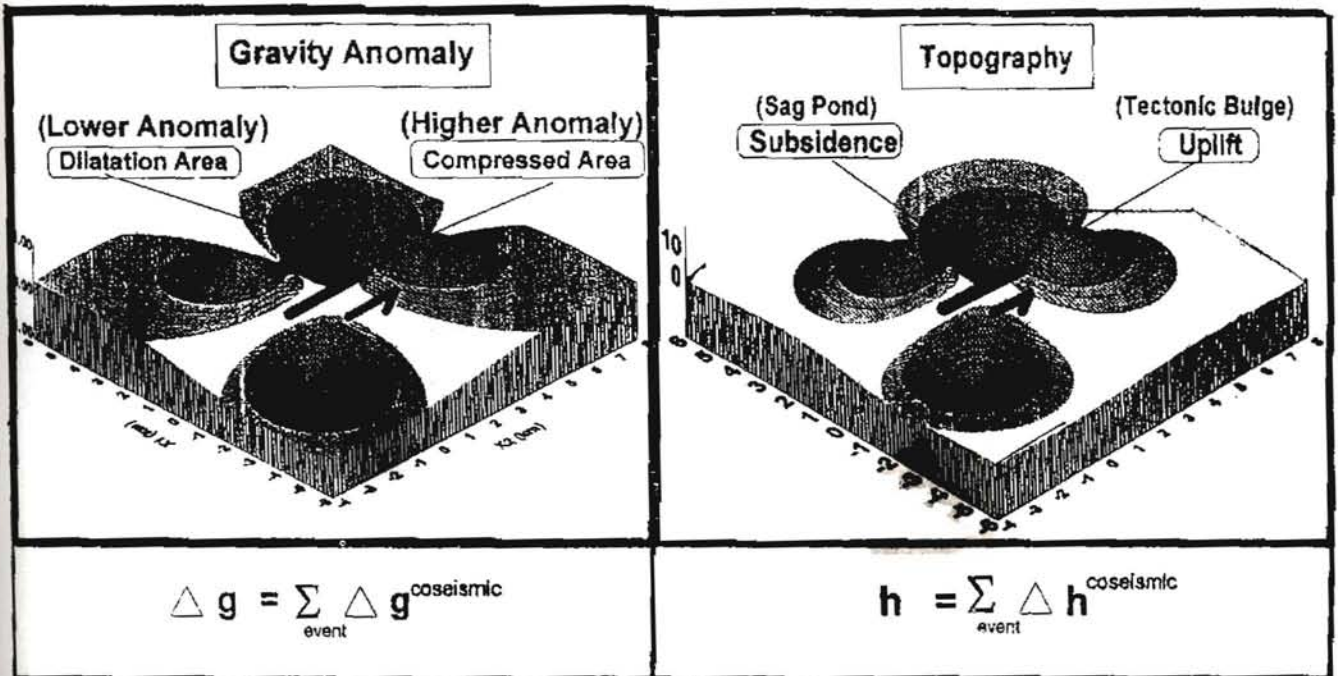 Gravity Anomaly
(Lower Anomaly)
Dilatation Area
(Higher Anomaly)
Compressed Area
X2 (km)
△ g = ∑ △ g^coseismic
event
Topography
(Sag Pond)
Subsidence
(Tectonic Bulge)
Uplift
10
0
h = ∑ △ h^coseismic
event